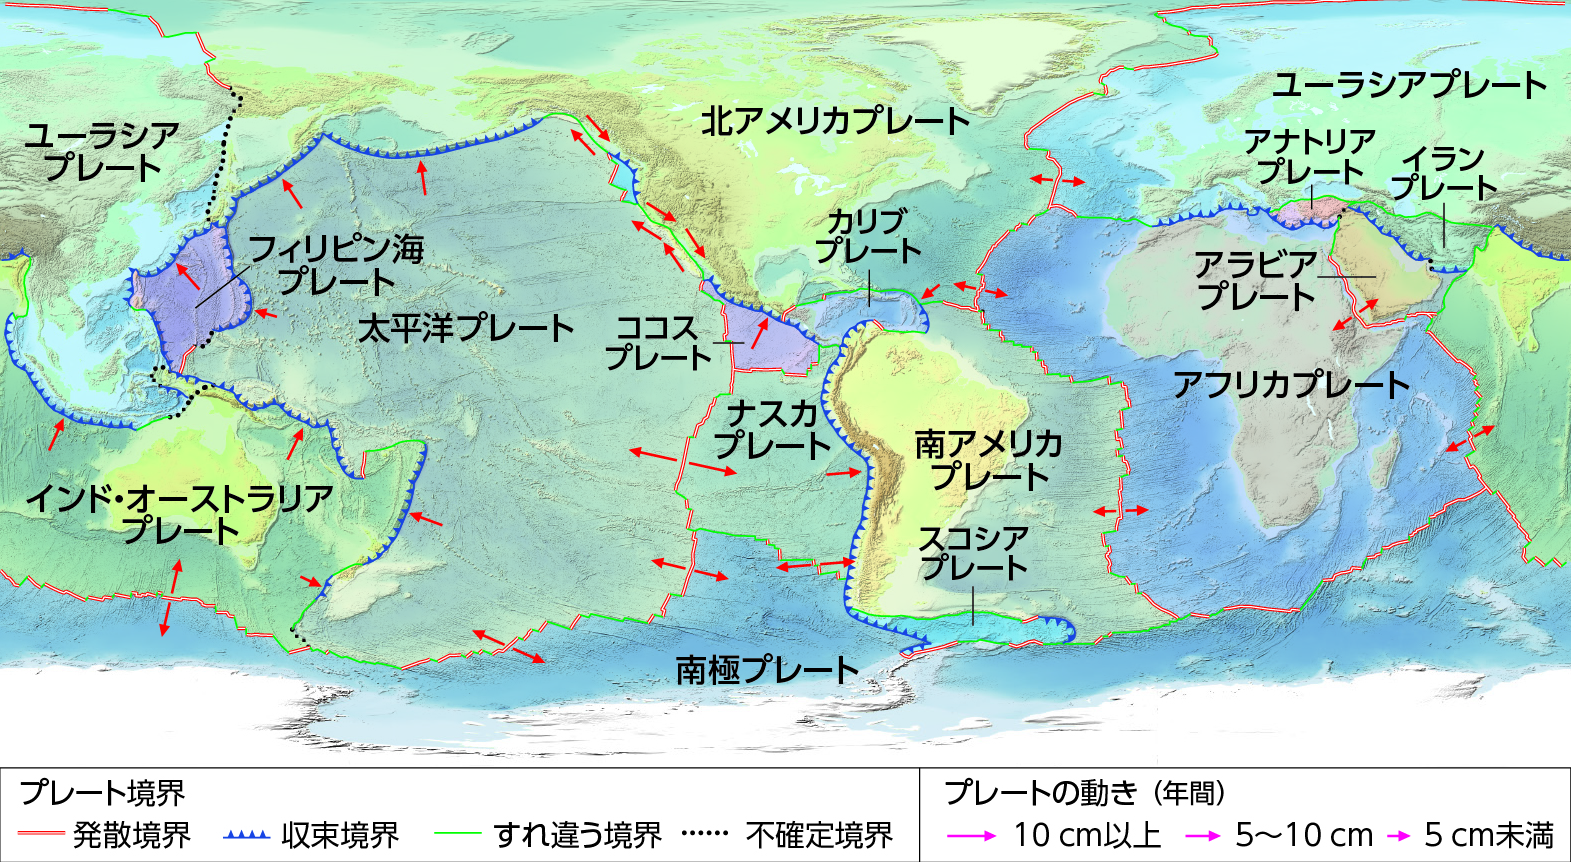 ユーラシアプレート
北アメリカプレート
ユーラシア
プレート
アナトリア
プレート
イラン
プレート
カリブ
プレート
フィリピン海
プレート
アラビア
プレート
太平洋プレート
ココス
プレート
アフリカプレート
ナスカ
プレート
南アメリカ
プレート
インド・オーストラリア
プレート
スコシア
プレート
南極プレート
プレート境界
発散境界
収束境界
すれ違う境界
不確定境界
プレートの動き（年間）
10 cm以上
5〜10 cm
5 cm未満